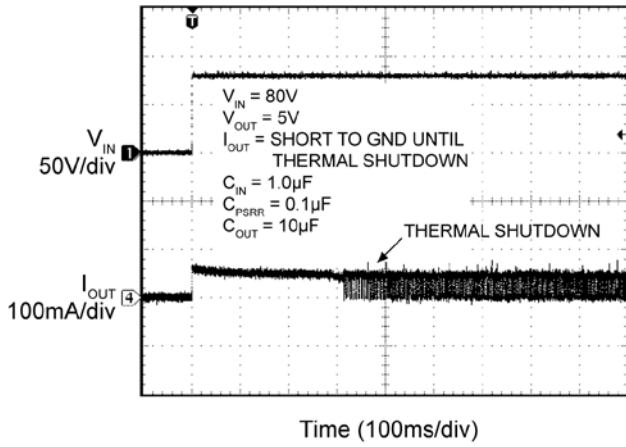 T
V_IN
50V/div
1
V_IN = 80V
V_OUT = 5V
I_OUT = SHORT TO GND UNTIL
THERMAL SHUTDOWN
C_IN = 1.0µF
C_PSRR = 0.1µF
C_OUT = 10µF
THERMAL SHUTDOWN
I_OUT
100mA/div
4
Time (100ms/div)